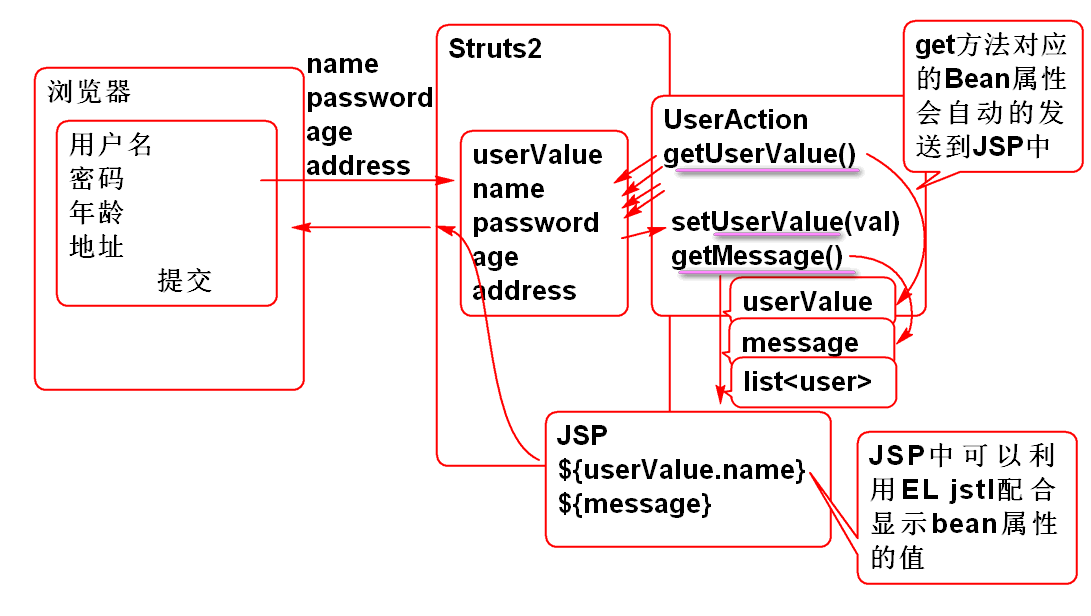 浏览器
用户名
密码
年龄
地址
提交
name
password
age
address
Struts2
userValue
name
password
age
address
UserAction
getUserValue()
setUserValue(val)
getMessage()
userValue
message
list<user>
get方法对应
的Bean属性
会自动的发
送到JSP中
JSP
${userValue.name}
${message}
JSP中可以利
用EL jstl配合
显示bean属性
的值